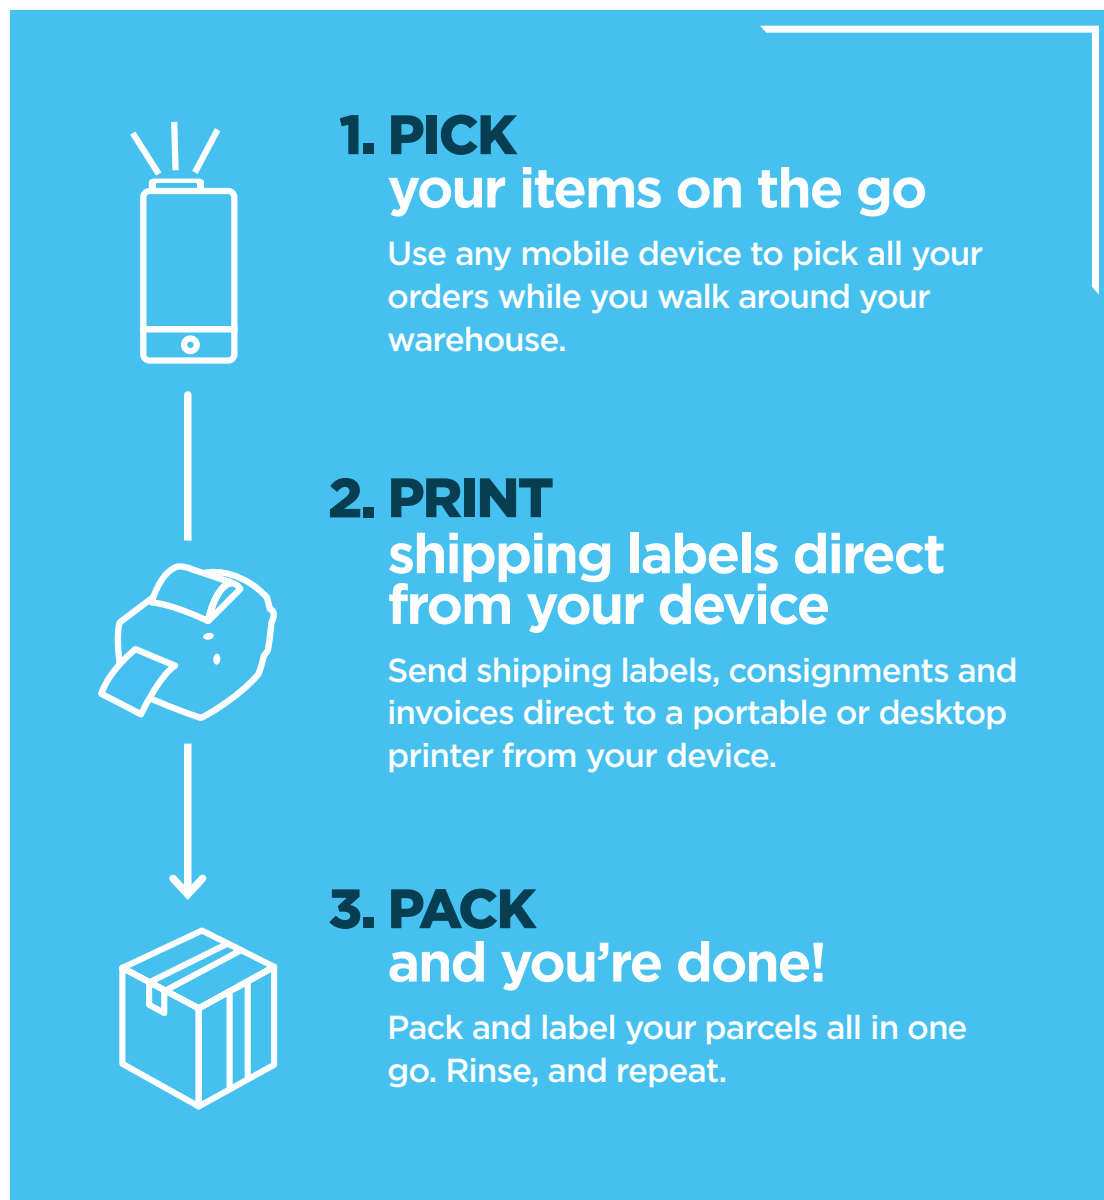 1. PICK
your items on the go
Use any mobile device to pick all your
orders while you walk around your
warehouse.
2. PRINT
shipping labels direct
from your device
Send shipping labels, consignments and
invoices direct to a portable or desktop
printer from your device.
3. PACK
and you’re done!
Pack and label your parcels all in one
go. Rinse, and repeat.